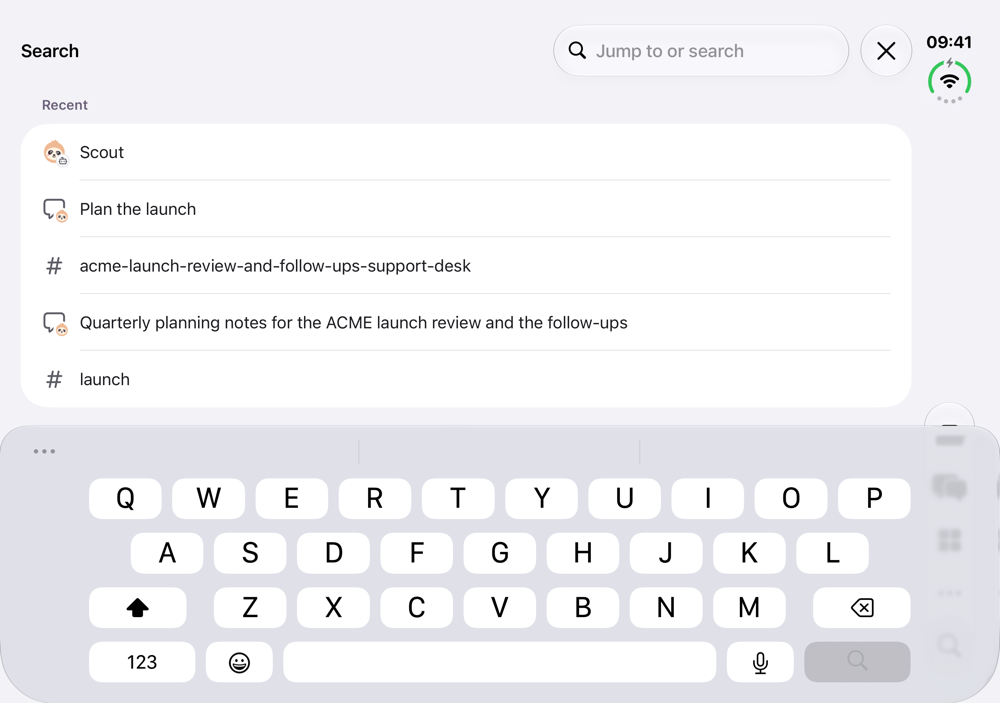 Search
Jump to or search
09:41
Recent
Scout
Plan the launch
# acme-launch-review-and-follow-ups-support-desk
Quarterly planning notes for the ACME launch review and the follow-ups
# launch
Q W E R T Y U I O P
A S D F G H J K L
Z X C V B N M
123